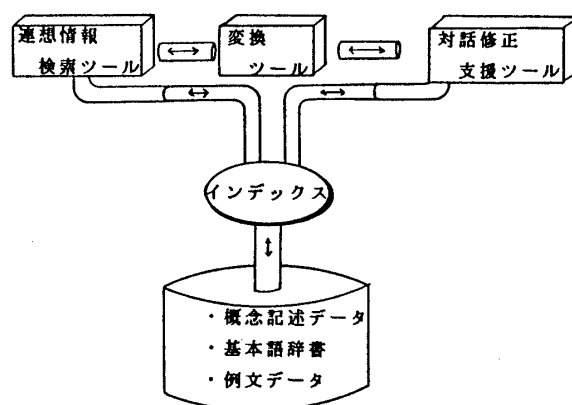 連想情報
検索ツール
変換
ツール
対話修正
支援ツール
インデックス
・概念記述データ
・基本語辞書
・例文データ